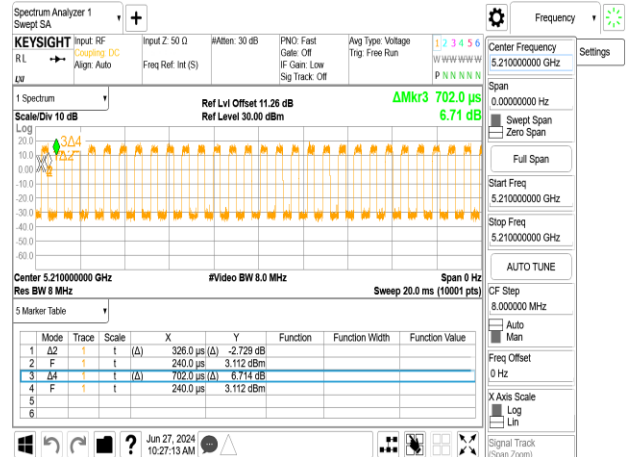 Spectrum Analyzer 1
Swept SA
Frequency
KEYSIGHT
Input: RF
Input Z: 50 Ω
#Atten: 30 dB
PNO: Fast
Avg Type: Voltage
1 2 3 4 5 6
RL
Coupling: DC
Gate: Off
Trig: Free Run
Align: Auto
Freq Ref: Int (S)
IF Gain: Low
W W W W W W
Sig Track: Off
P N N N N N
Center Frequency
5.210000000 GHz
Settings
1 Spectrum
ΔMkr3 702.0 µs
Ref Lvl Offset 11.26 dB
Scale/Div 10 dB
Ref Level 30.00 dBm
6.71 dB
Span
0.00000000 Hz
Swept Span
Zero Span
Log
20.0
3Δ4
1Δ2
10.0
0.00
-10.0
-20.0
-30.0
-40.0
-50.0
-60.0
Full Span
Start Freq
5.210000000 GHz
Stop Freq
5.210000000 GHz
AUTO TUNE
Center 5.210000000 GHz
#Video BW 8.0 MHz
Span 0 Hz
Res BW 8 MHz
Sweep 20.0 ms (10001 pts)
CF Step
8.000000 MHz
Auto
Man
5 Marker Table
Mode Trace Scale X Y Function Function Width Function Value
1 Δ2 1 t (Δ) 326.0 µs (Δ) -2.729 dB
2 F 1 t 240.0 µs 3.112 dBm
3 Δ4 1 t (Δ) 702.0 µs (Δ) 6.714 dB
4 F 1 t 240.0 µs 3.112 dBm
5
6
Freq Offset
0 Hz
X Axis Scale
Log
Lin
Signal Track
(Span Zoom)
?
Jun 27, 2024
10:27:13 AM